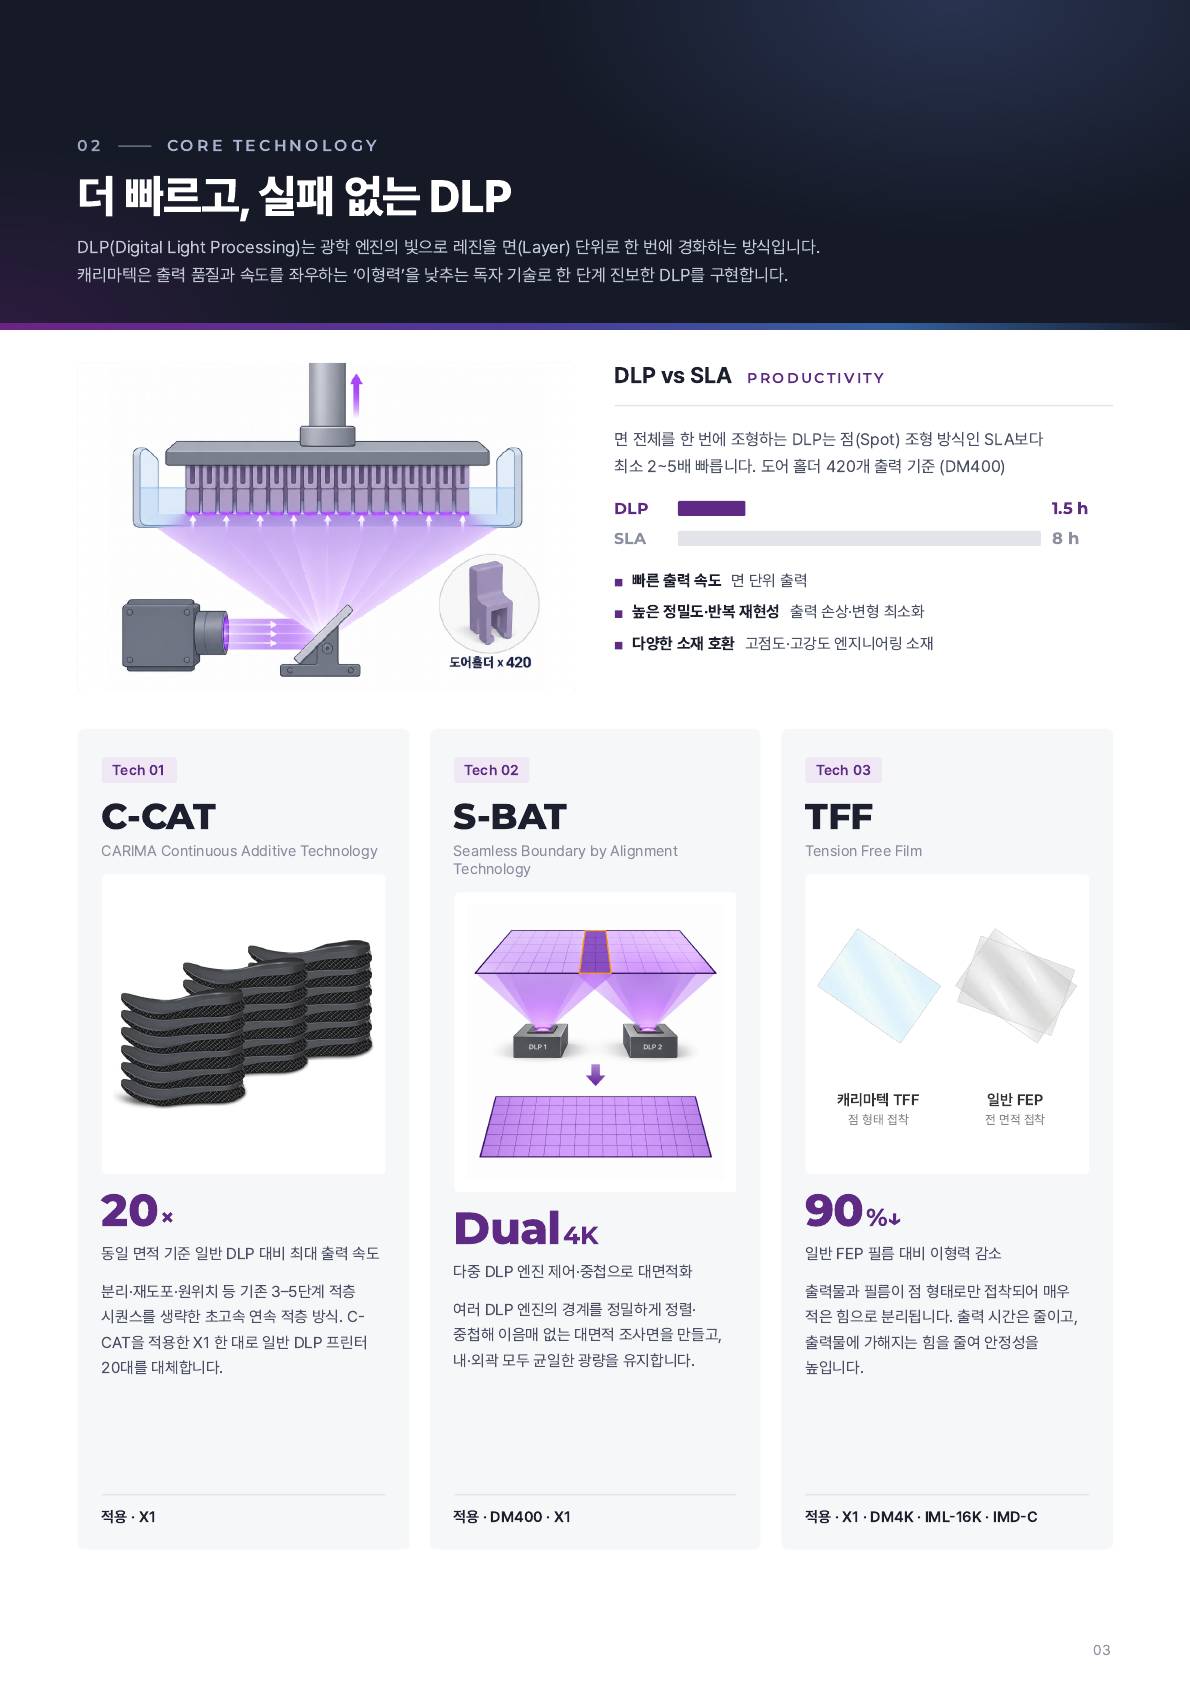 02 — CORE TECHNOLOGY
더 빠르고, 실패 없는 DLP
DLP(Digital Light Processing)는 광학 엔진의 빛으로 레진을 면(Layer) 단위로 한 번에 경화하는 방식입니다.
캐리마텍은 출력 품질과 속도를 좌우하는 ‘이형력’을 낮추는 독자 기술로 한 단계 진보한 DLP를 구현합니다.
도어홀더 x 420
DLP vs SLA PRODUCTIVITY
면 전체를 한 번에 조형하는 DLP는 점(Spot) 조형 방식인 SLA보다
최소 2~5배 빠릅니다. 도어 홀더 420개 출력 기준 (DM400)
DLP 1.5 h
SLA 8 h
■ 빠른 출력 속도 면 단위 출력
■ 높은 정밀도·반복 재현성 출력 손상·변형 최소화
■ 다양한 소재 호환 고점도·고강도 엔지니어링 소재
Tech 01
C-CAT
CARIMA Continuous Additive Technology
20×
동일 면적 기준 일반 DLP 대비 최대 출력 속도
분리·재도포·원위치 등 기존 3–5단계 적층
시퀀스를 생략한 초고속 연속 적층 방식. C-
CAT을 적용한 X1 한 대로 일반 DLP 프린터
20대를 대체합니다.
적용 · X1
Tech 02
S-BAT
Seamless Boundary by Alignment
Technology
DLP 1
DLP 2
Dual 4K
다중 DLP 엔진 제어·중첩으로 대면적화
여러 DLP 엔진의 경계를 정밀하게 정렬·
중첩해 이음매 없는 대면적 조사면을 만들고,
내·외곽 모두 균일한 광량을 유지합니다.
적용 · DM400 · X1
Tech 03
TFF
Tension Free Film
캐리마텍 TFF
점 형태 접착
일반 FEP
전 면적 접착
90%↓
일반 FEP 필름 대비 이형력 감소
출력물과 필름이 점 형태로만 접착되어 매우
적은 힘으로 분리됩니다. 출력 시간은 줄이고,
출력물에 가해지는 힘을 줄여 안정성을
높입니다.
적용 · X1 · DM4K · IML-16K · IMD-C
03